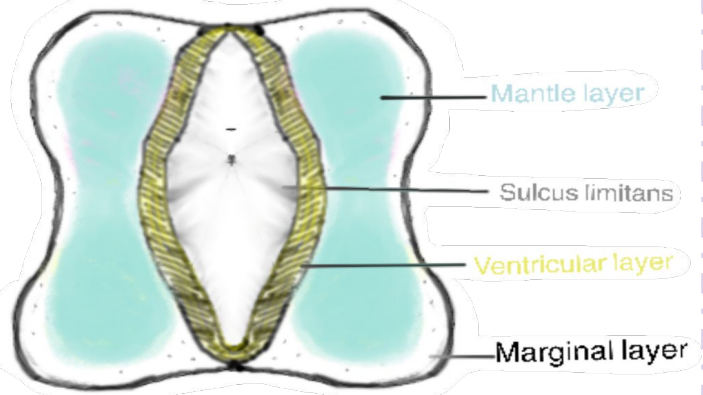 Mantle layer
Sulcus limitans
Ventricular layer
Marginal layer